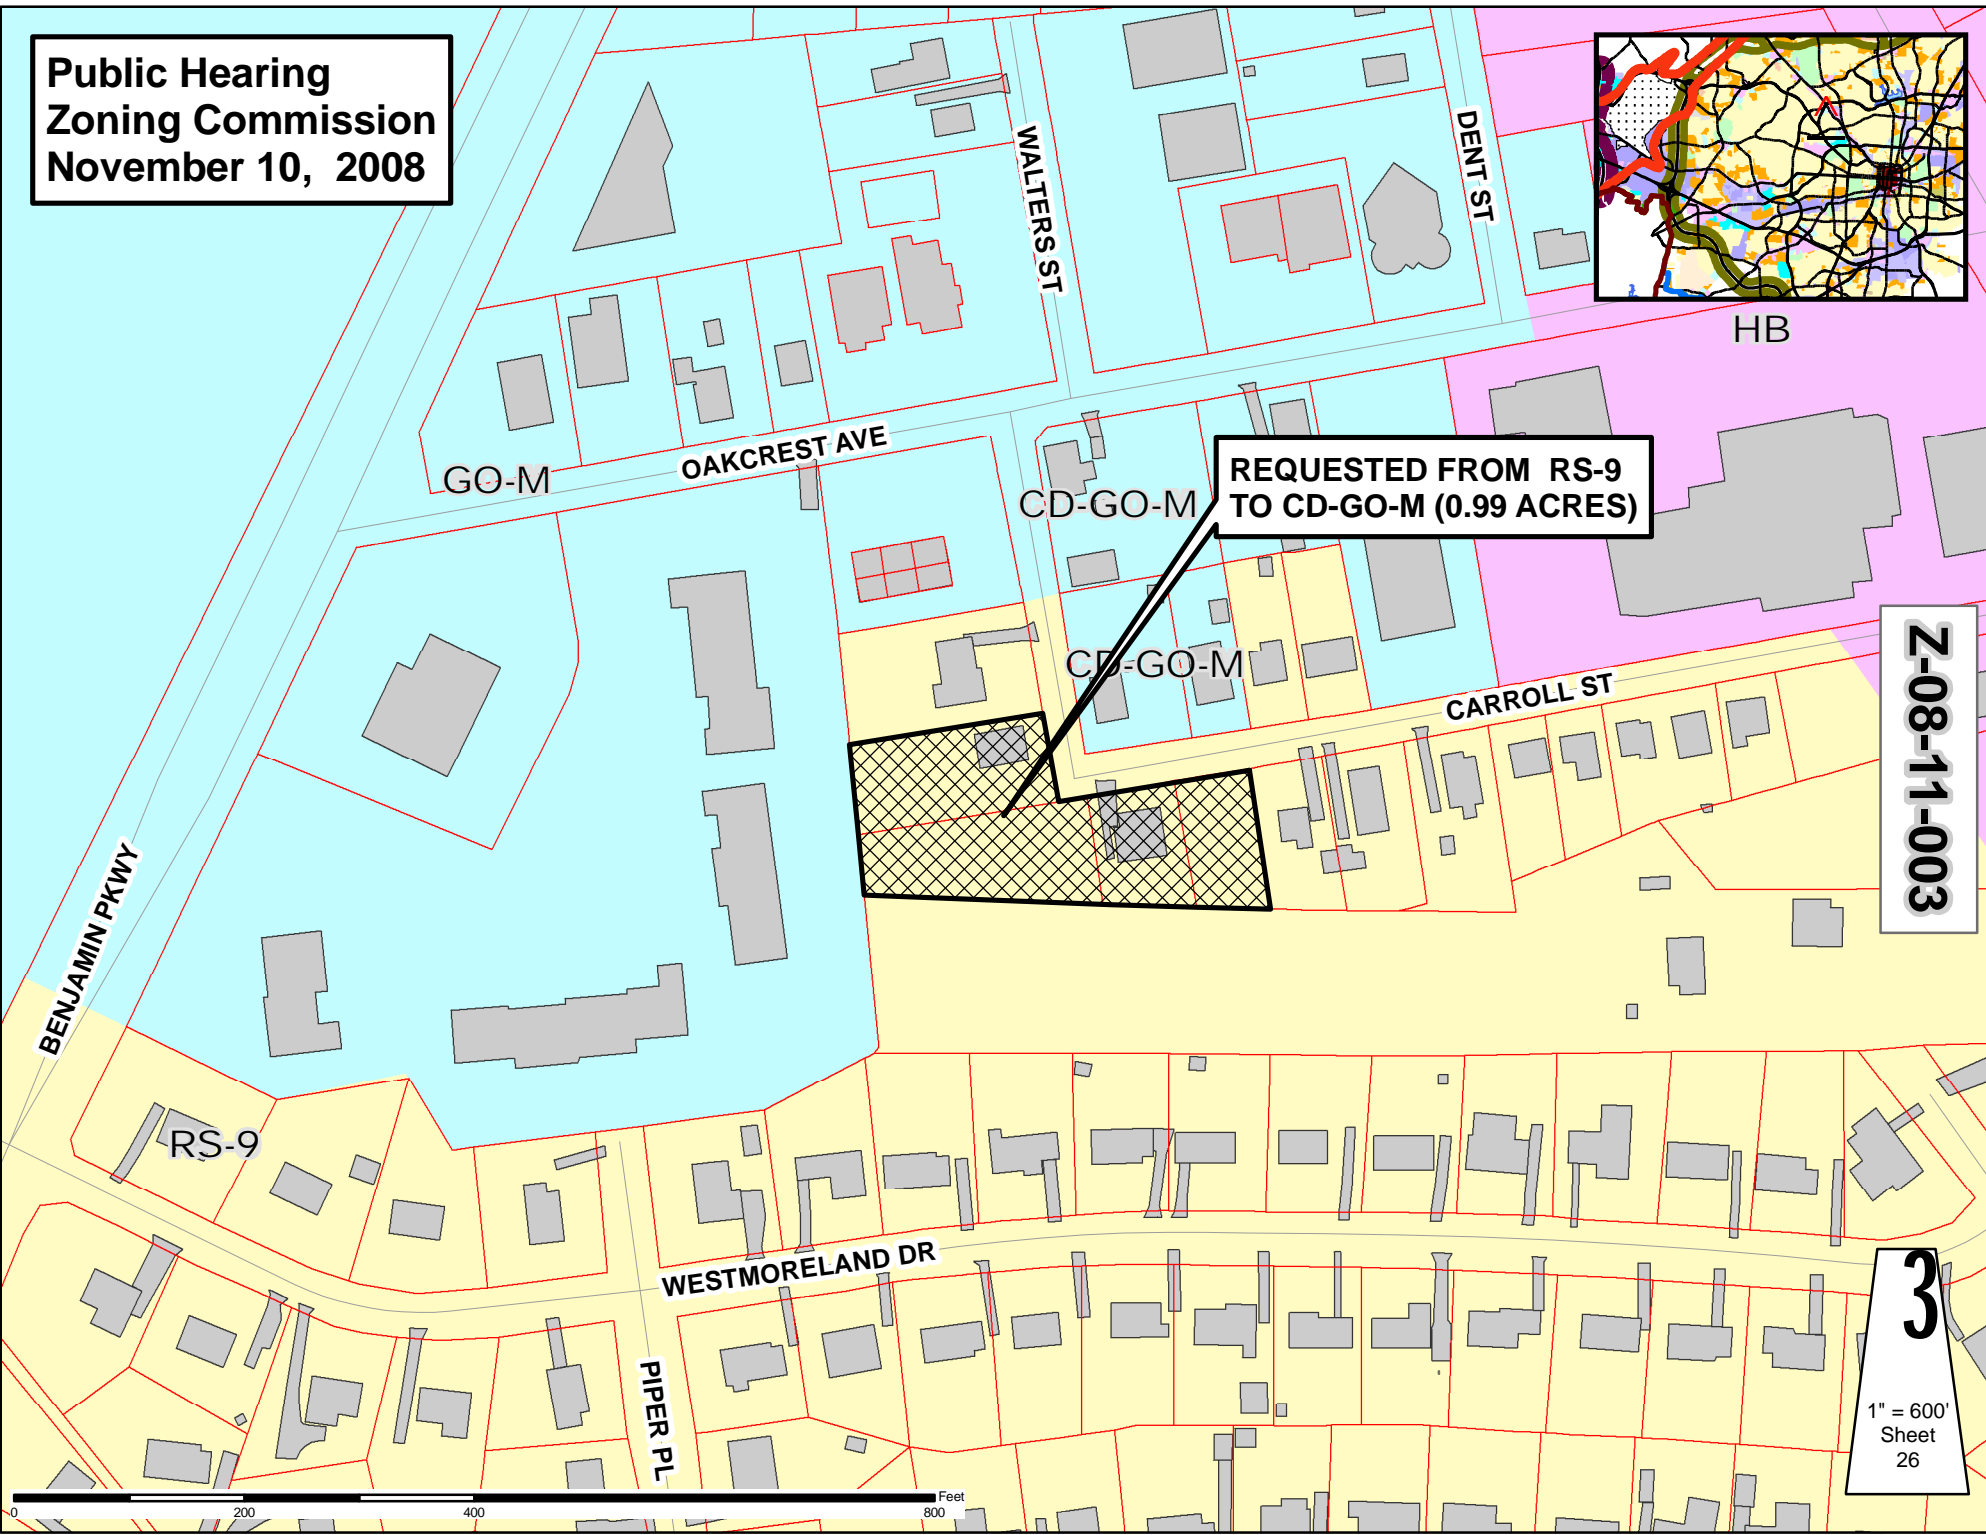 Public Hearing
Zoning Commission
November 10, 2008
WALTERS ST
DENT ST
HB
OAKCREST AVE
GO-M
CD-GO-M
REQUESTED FROM RS-9
TO CD-GO-M (0.99 ACRES)
CD-GO-M
CARROLL ST
Z-08-11-003
BENJAMIN PKWY
RS-9
WESTMORELAND DR
PIPER PL
3
1" = 600'
Sheet
26
Feet
0 200 400 800